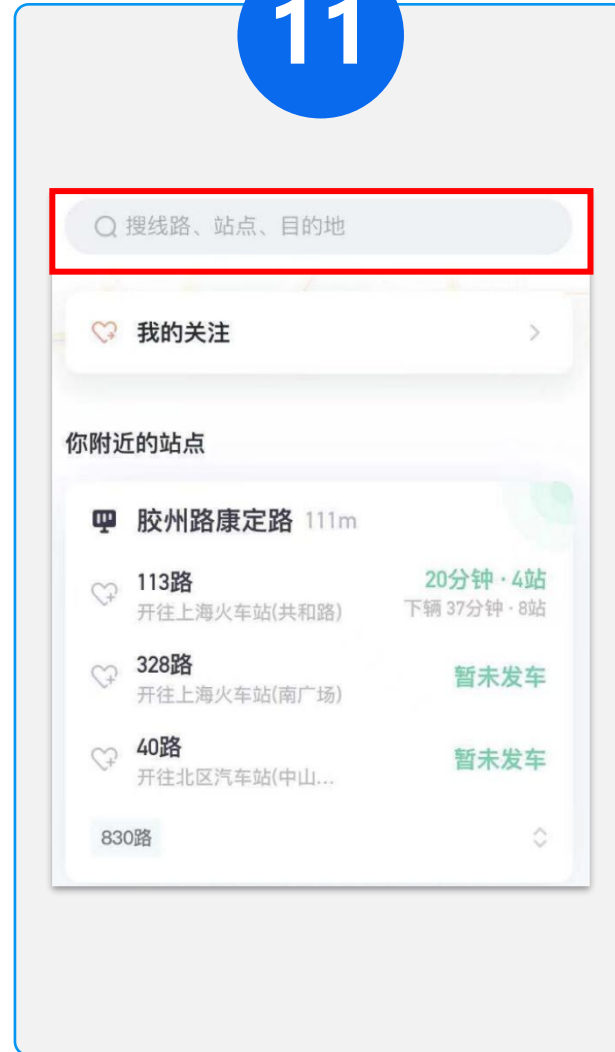 11
搜线路、站点、目的地
我的关注
你附近的站点
胶州路康定路 111m
113路
20分钟·4站
开往上海火车站(共和路)
下辆 37分钟·8站
328路
开往上海火车站(南广场)
暂未发车
40路
开往北区汽车站(中山...
暂未发车
830路